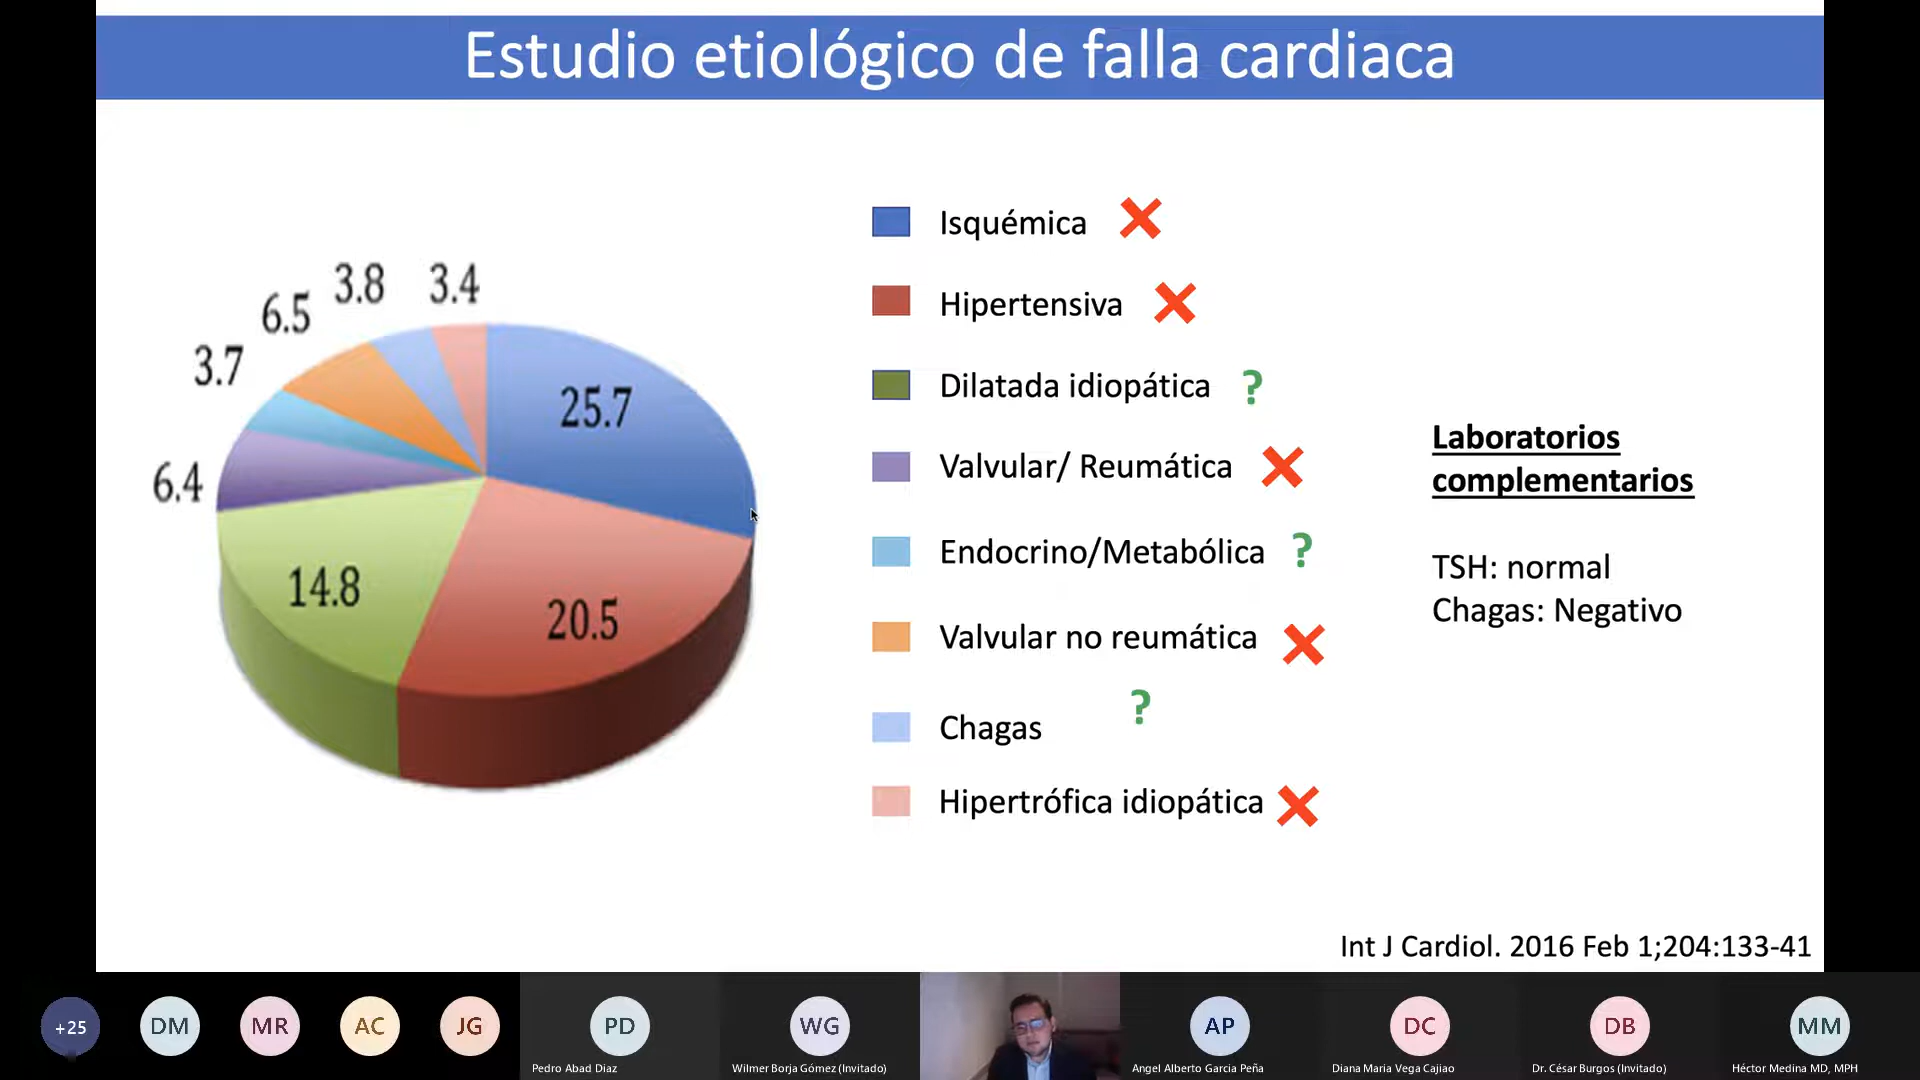 Estudio etiológico de falla cardiaca
3.8
3.4
6.5
3.7
25.7
6.4
14.8
20.5
Isquémica
Hipertensiva
Dilatada idiopática ?
Valvular/ Reumática
Endocrino/Metabólica ?
Valvular no reumática
?
Chagas
Hipertrófica idiopática
Laboratorios
complementarios
TSH: normal
Chagas: Negativo
Int J Cardiol. 2016 Feb 1;204:133-41
+25
DM
MR
AC
JG
PD
WG
AP
DC
DB
MM
Pedro Abad Diaz
Wilmer Borja Gómez (Invitado)
Angel Alberto Garcia Peña
Diana Maria Vega Cajiao
Dr. César Burgos (Invitado)
Héctor Medina MD, MPH